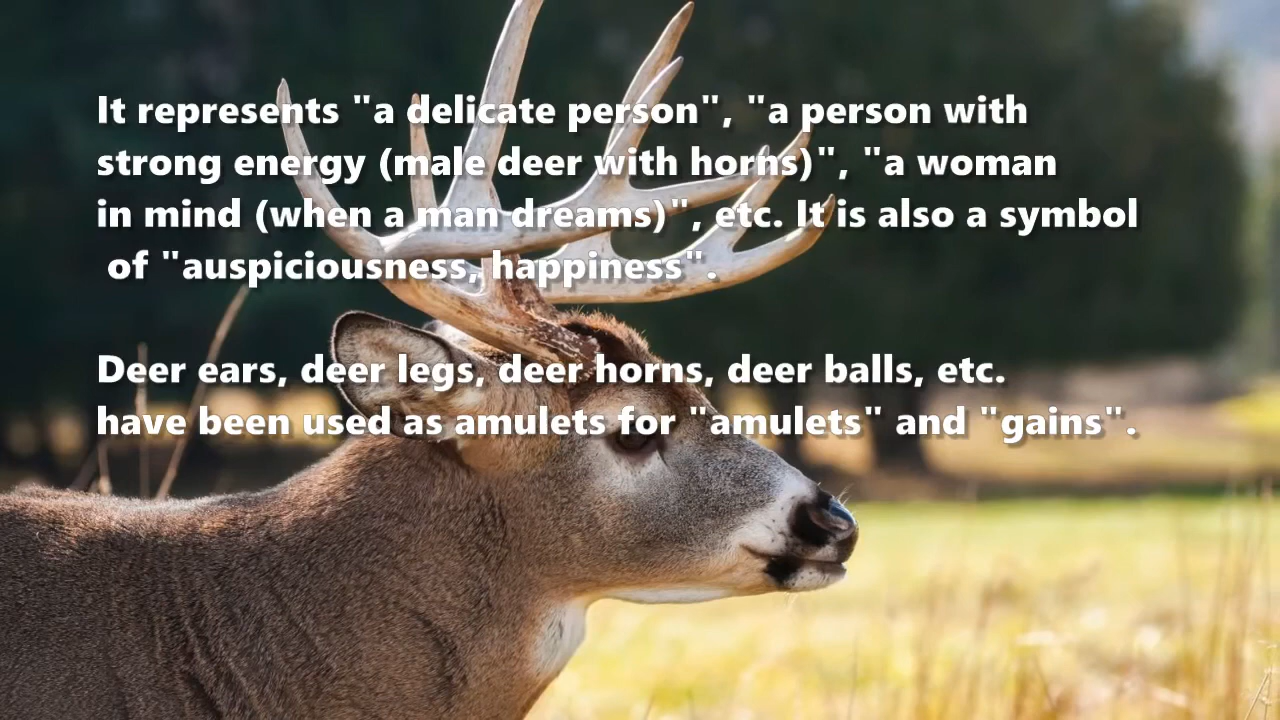 It represents "a delicate person", "a person with
strong energy (male deer with horns)", "a woman
in mind (when a man dreams)", etc. It is also a symbol
of "auspiciousness, happiness".
Deer ears, deer legs, deer horns, deer balls, etc.
have been used as amulets for "amulets" and "gains".